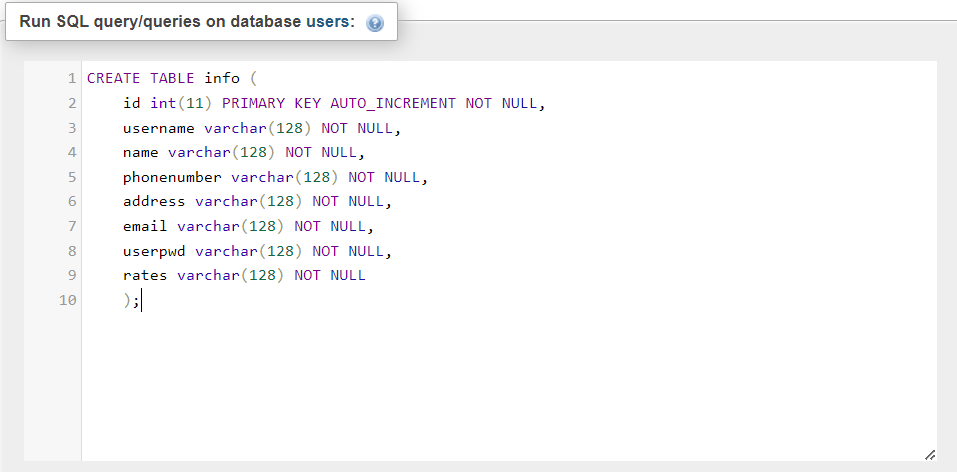 Run SQL query/queries on database users:
1 CREATE TABLE info (
2 id int(11) PRIMARY KEY AUTO_INCREMENT NOT NULL,
3 username varchar(128) NOT NULL,
4 name varchar(128) NOT NULL,
5 phonenumber varchar(128) NOT NULL,
6 address varchar(128) NOT NULL,
7 email varchar(128) NOT NULL,
8 userpwd varchar(128) NOT NULL,
9 rates varchar(128) NOT NULL
10 );